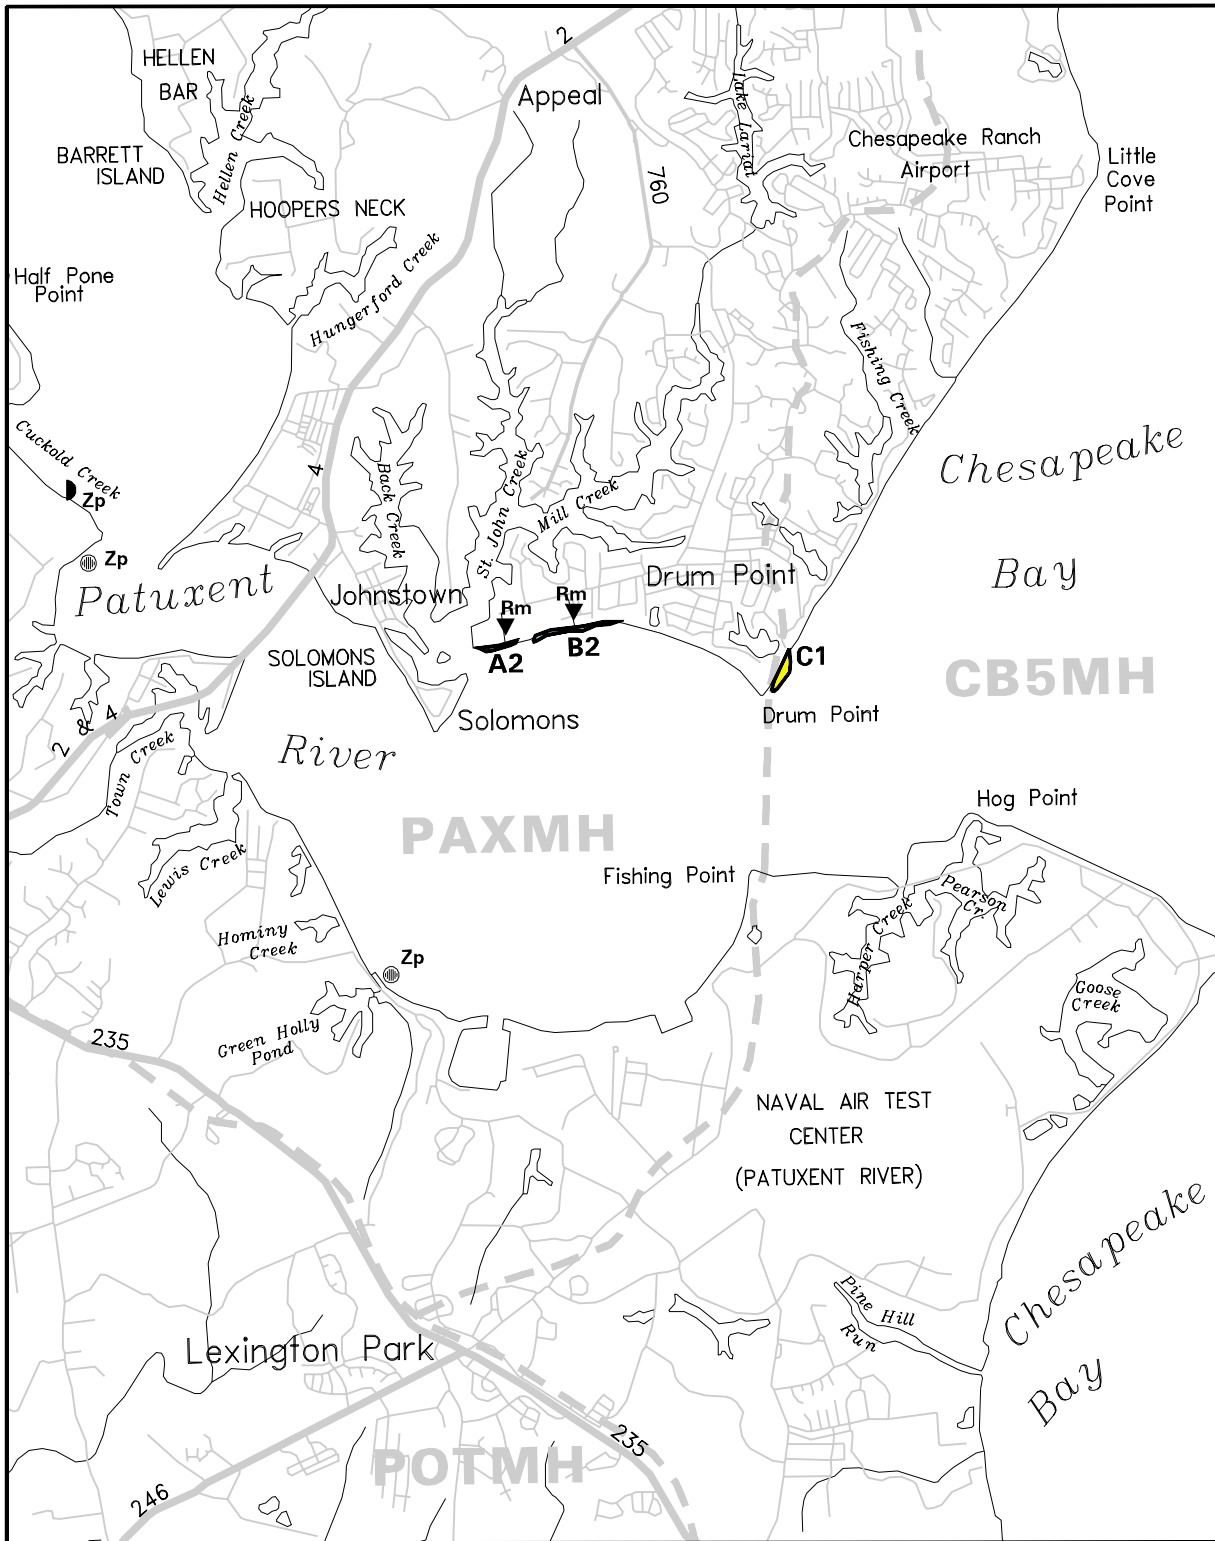 2
HELLEN
BAR
Appeal
Hellen Creek
Lake Lariat
Chesapeake Ranch
Airport
BARRETT
ISLAND
Little
Cove
Point
760
HOOPERS NECK
Half Pone
Point
Hungerford Creek
Fishing Creek
Cuckold Creek
Zp
4
Back Creek
St. John Creek
Mill Creek
Chesapeake
Bay
Zp
Patuxent
Johnstown
Drum Point
Rm
Rm
A2
B2
C1
SOLOMONS
ISLAND
CB5MH
Solomons
Drum Point
2 & 4
Town Creek
River
Hog Point
PAXMH
Lewis Creek
Fishing Point
Pearson
Cr.
Harper Creek
Hominy
Creek
Zp
Goose
Creek
235
Green Holly
Pond
NAVAL AIR TEST
CENTER
(PATUXENT RIVER)
Chesapeake
Bay
Pine Hill
Run
Lexington Park
235
POTMH
246